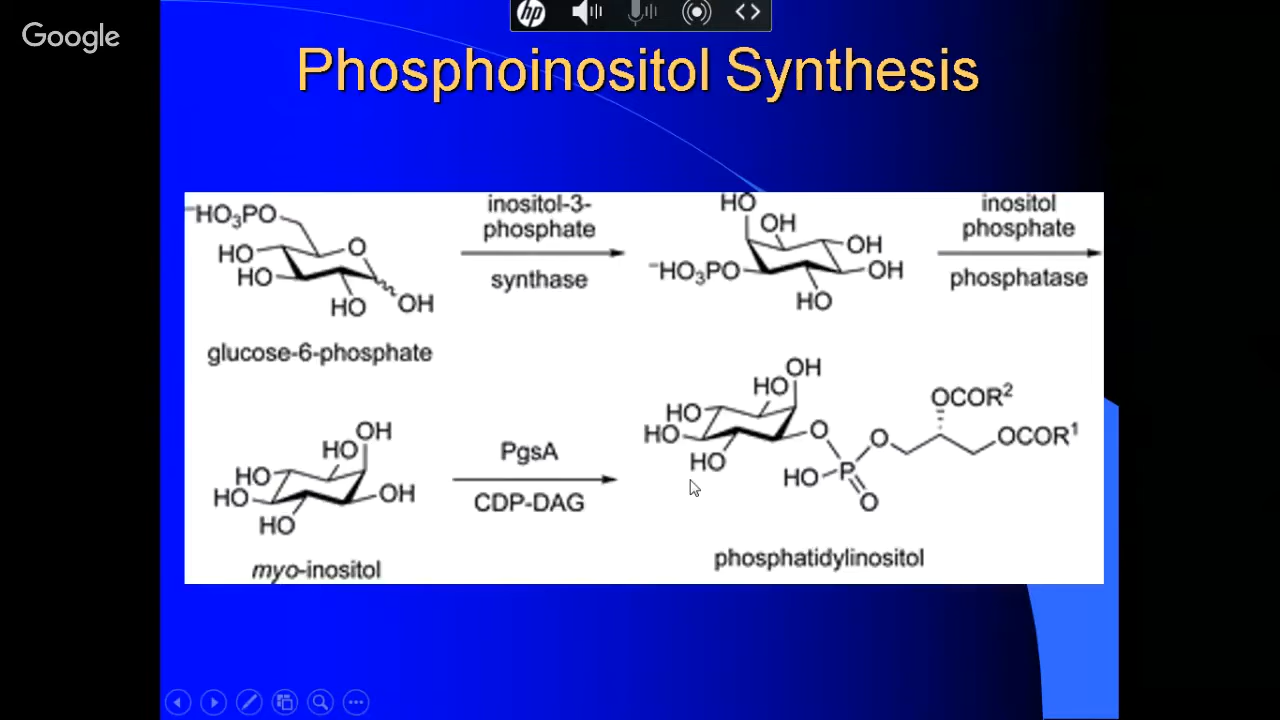 Google
hp
Phosphoinositol Synthesis
⁻HO₃PO
O
HO
HO
HO
OH
glucose-6-phosphate
inositol-3-
phosphate
synthase
HO
OH
OH
⁻HO₃PO
OH
HO
inositol
phosphate
phosphatase
OH
HO
HO
HO
OH
HO
myo-inositol
PgsA
CDP-DAG
OH
HO
HO
HO
HO
O
O
HO
P
O
OCOR²
OCOR¹
phosphatidylinositol